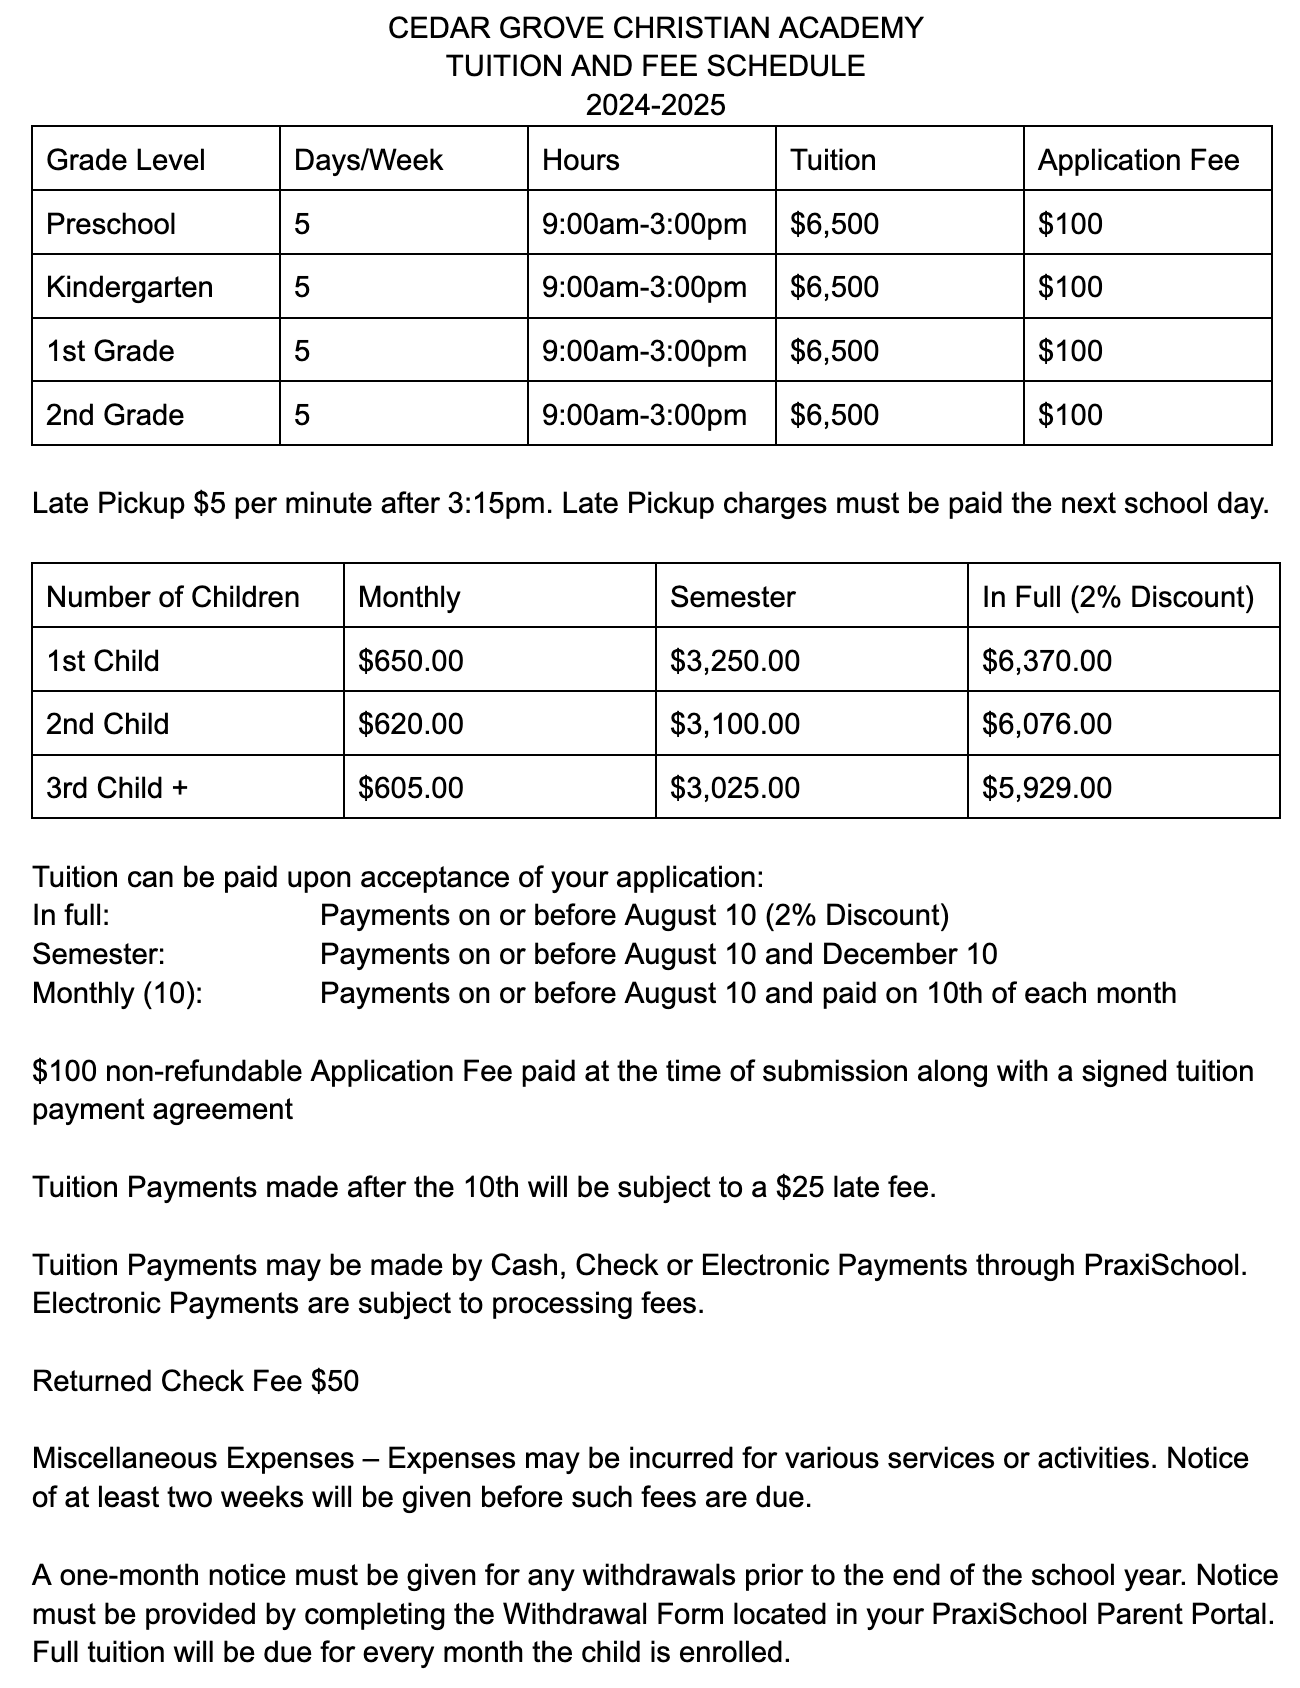 CEDAR GROVE CHRISTIAN ACADEMY
TUITION AND FEE SCHEDULE
2024-2025
Grade Level Days/Week Hours Tuition Application Fee
Preschool 5 9:00am-3:00pm $6,500 $100
Kindergarten 5 9:00am-3:00pm $6,500 $100
1st Grade 5 9:00am-3:00pm $6,500 $100
2nd Grade 5 9:00am-3:00pm $6,500 $100
Late Pickup $5 per minute after 3:15pm. Late Pickup charges must be paid the next school day.
Number of Children Monthly Semester In Full (2% Discount)
1st Child $650.00 $3,250.00 $6,370.00
2nd Child $620.00 $3,100.00 $6,076.00
3rd Child + $605.00 $3,025.00 $5,929.00
Tuition can be paid upon acceptance of your application:
In full: Payments on or before August 10 (2% Discount)
Semester: Payments on or before August 10 and December 10
Monthly (10): Payments on or before August 10 and paid on 10th of each month
$100 non-refundable Application Fee paid at the time of submission along with a signed tuition
payment agreement
Tuition Payments made after the 10th will be subject to a $25 late fee.
Tuition Payments may be made by Cash, Check or Electronic Payments through PraxiSchool.
Electronic Payments are subject to processing fees.
Returned Check Fee $50
Miscellaneous Expenses – Expenses may be incurred for various services or activities. Notice
of at least two weeks will be given before such fees are due.
A one-month notice must be given for any withdrawals prior to the end of the school year. Notice
must be provided by completing the Withdrawal Form located in your PraxiSchool Parent Portal.
Full tuition will be due for every month the child is enrolled.